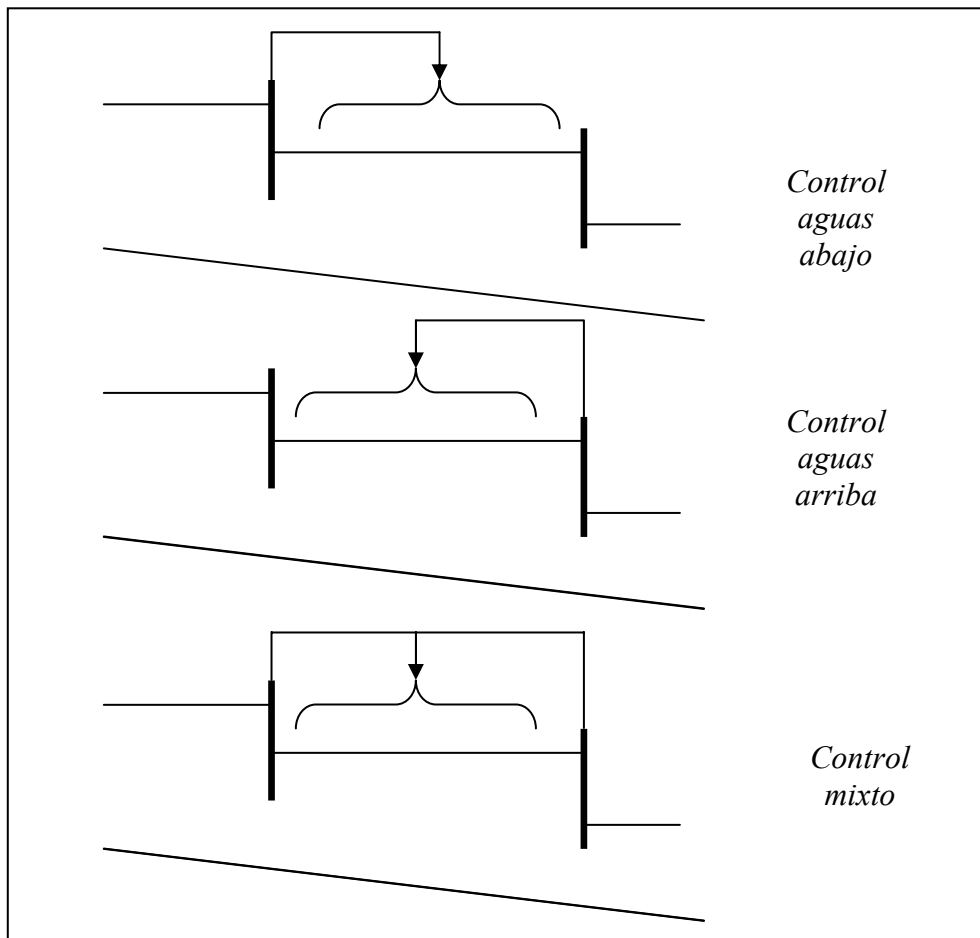 Control
aguas
abajo
Control
aguas
arriba
Control
mixto